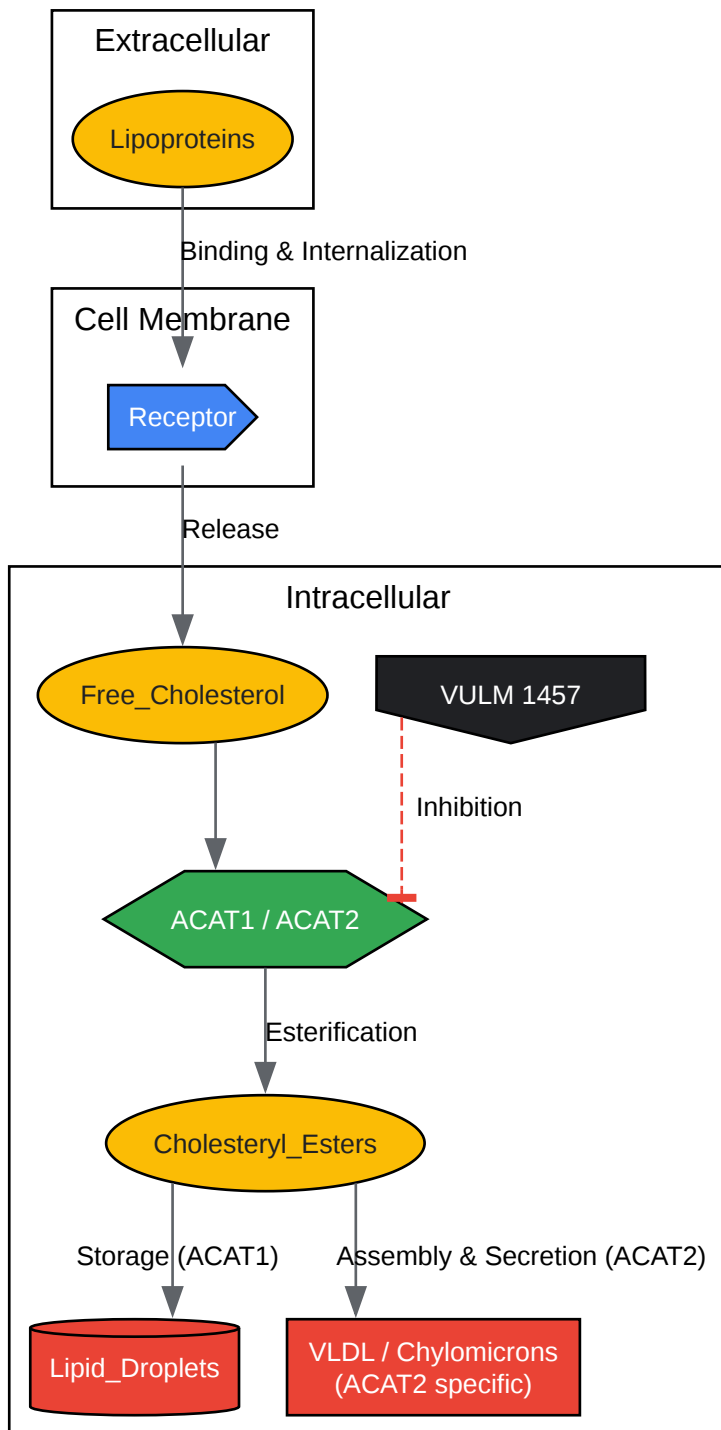 Extracellular
Lipoproteins
Binding & Internalization
Cell Membrane
Receptor
Release
Intracellular
Free_Cholesterol
VULM 1457
Inhibition
ACAT1 / ACAT2
Esterification
Cholesteryl_Esters
Storage (ACAT1)
Assembly & Secretion (ACAT2)
Lipid_Droplets
VLDL / Chylomicrons
(ACAT2 specific)